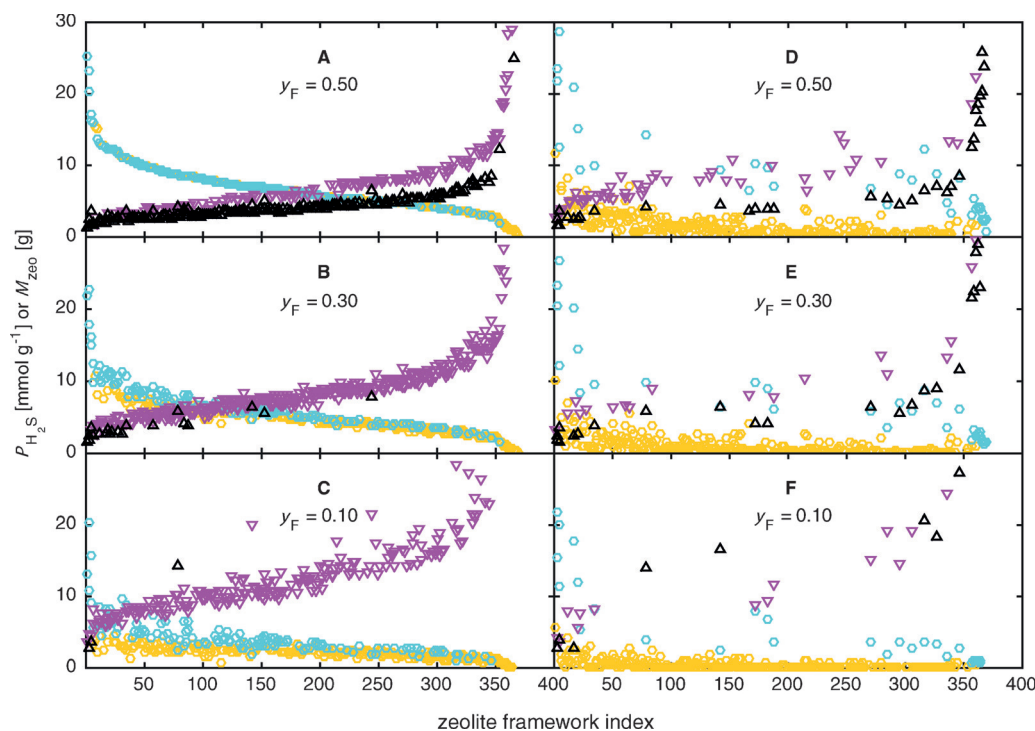 30
A
D
y_F = 0.50
y_F = 0.50
20
10
0
B
E
y_F = 0.30
y_F = 0.30
20
10
0
C
F
y_F = 0.10
y_F = 0.10
20
10
0
50 100 150 200 250 300 350 400 50 100 150 200 250 300 350 400
P_H₂S [mmol g⁻¹] or M_zeo [g]
zeolite framework index